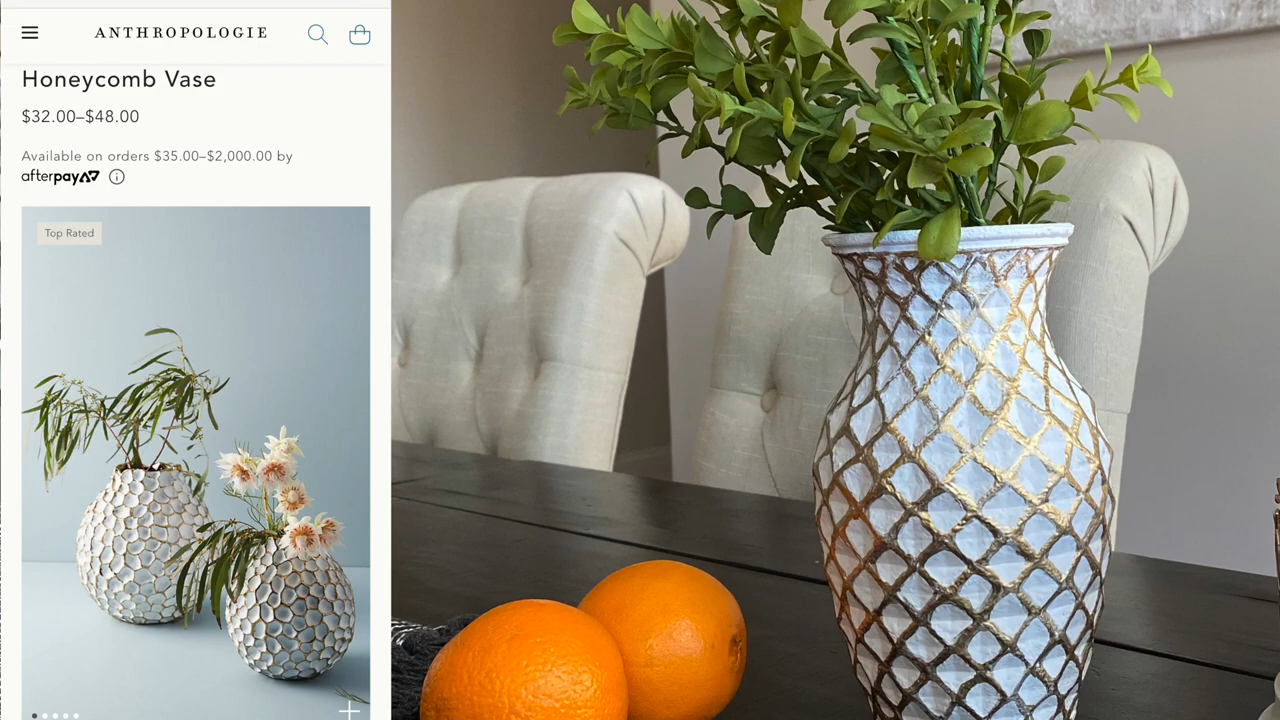 ANTHROPOLOGIE
Honeycomb Vase
$32.00–$48.00
Available on orders $35.00–$2,000.00 by
afterpay
Top Rated